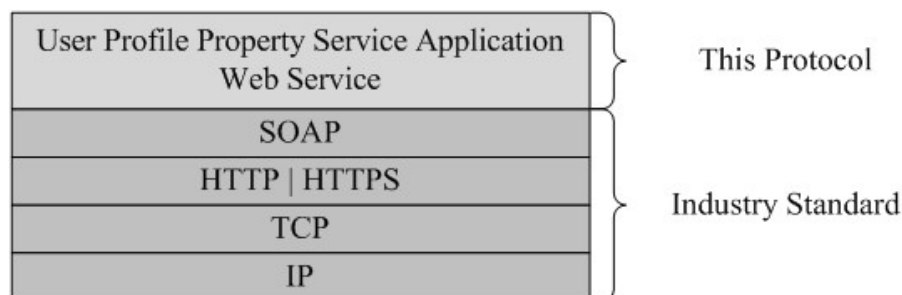 User Profile Property Service Application
Web Service
This Protocol
SOAP
HTTP | HTTPS
TCP
IP
Industry Standard